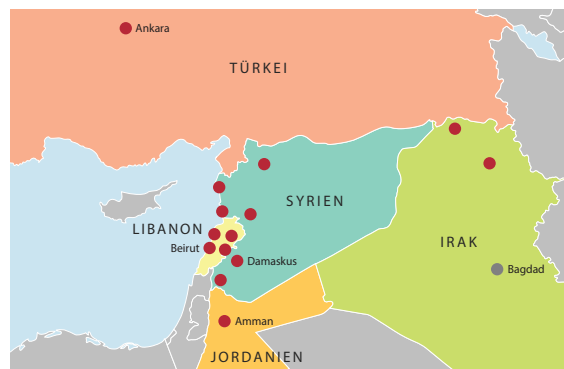 Ankara
TÜRKEI
SYRIEN
LIBANON
IRAK
Beirut
Damaskus
Bagdad
Amman
JORDANIEN